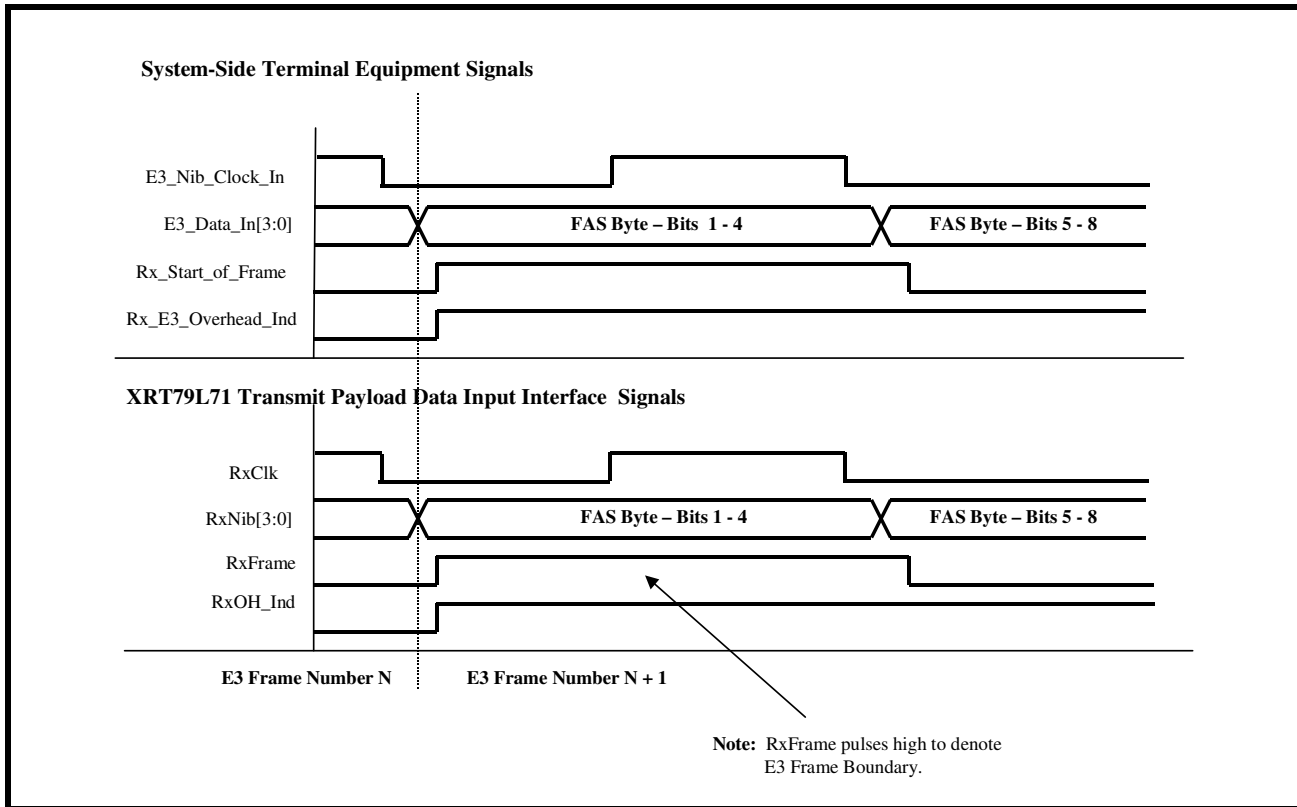 System-Side Terminal Equipment Signals
E3_Nib_Clock_In
E3_Data_In[3:0]
FAS Byte – Bits 1 - 4
FAS Byte – Bits 5 - 8
Rx_Start_of_Frame
Rx_E3_Overhead_Ind
XRT79L71 Transmit Payload Data Input Interface Signals
RxClk
RxNib[3:0]
FAS Byte – Bits 1 - 4
FAS Byte – Bits 5 - 8
RxFrame
RxOH_Ind
E3 Frame Number N
E3 Frame Number N + 1
Note: RxFrame pulses high to denote
E3 Frame Boundary.